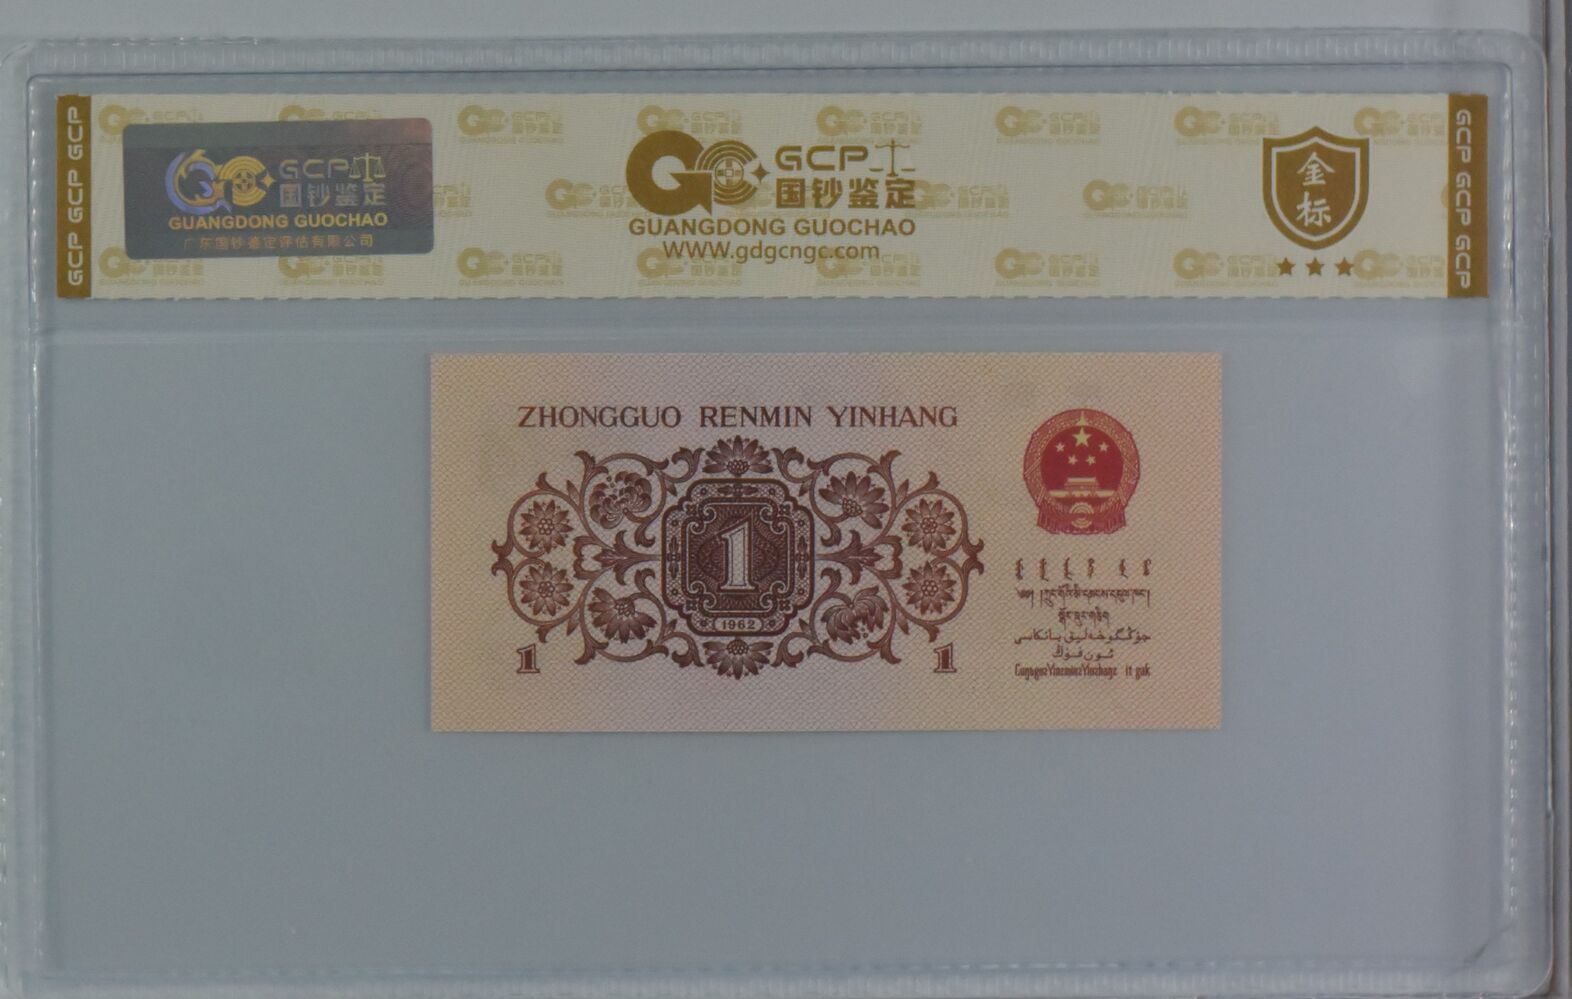 GCP GCP GCP
GCP 国钞鉴定
GUANGDONG GUOCHAO
广东国钞鉴定评估有限公司
GCP
国钞鉴定
GUANGDONG GUOCHAO
WWW.gdgcngc.com
金标
GCP GCP GCP
ZHONGGUO RENMIN YINHANG
1
1962
1 1
جۇڭگوخەلىق بانكاسى